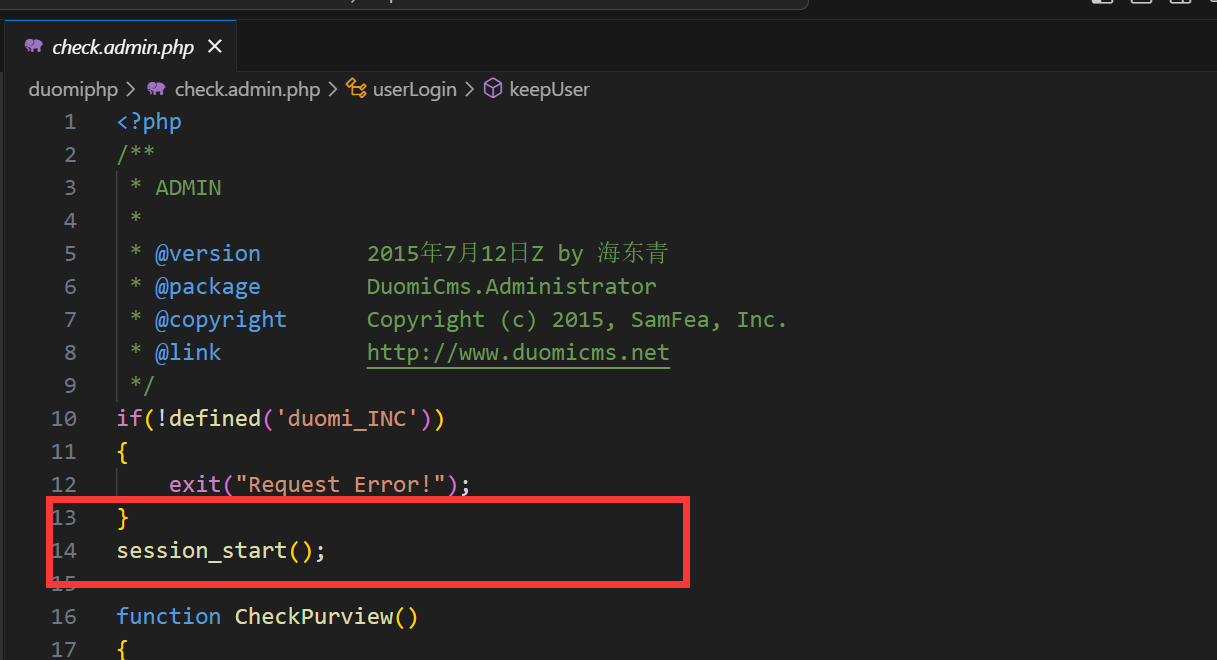 check.admin.php
duomiphp > check.admin.php > userLogin > keepUser
1 <?php
2 /**
3 * ADMIN
4 *
5 * @version 2015年7月12日Z by 海东青
6 * @package DuomiCms.Administrator
7 * @copyright Copyright (c) 2015, SamFea, Inc.
8 * @link http://www.duomicms.net
9 */
10 if(!defined('duomi_INC'))
11 {
12 exit("Request Error!");
13 }
14 session_start();
15
16 function CheckPurview()
17 {